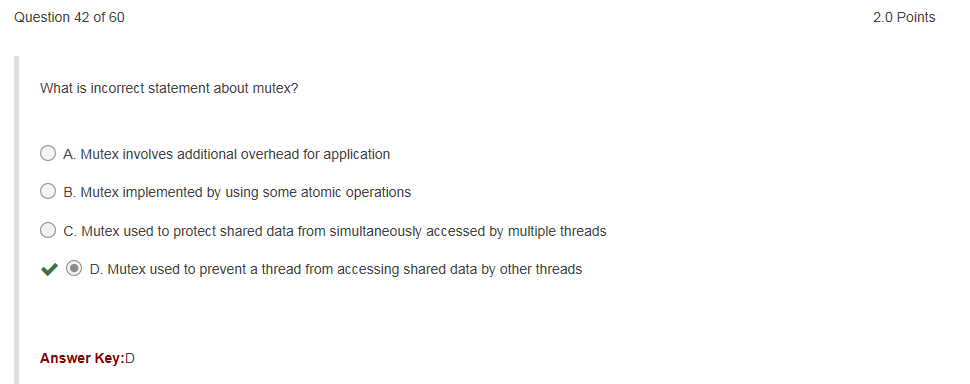 Question 42 of 60 2.0 Points
What is incorrect statement about mutex?
A. Mutex involves additional overhead for application
B. Mutex implemented by using some atomic operations
C. Mutex used to protect shared data from simultaneously accessed by multiple threads
D. Mutex used to prevent a thread from accessing shared data by other threads
Answer Key:D